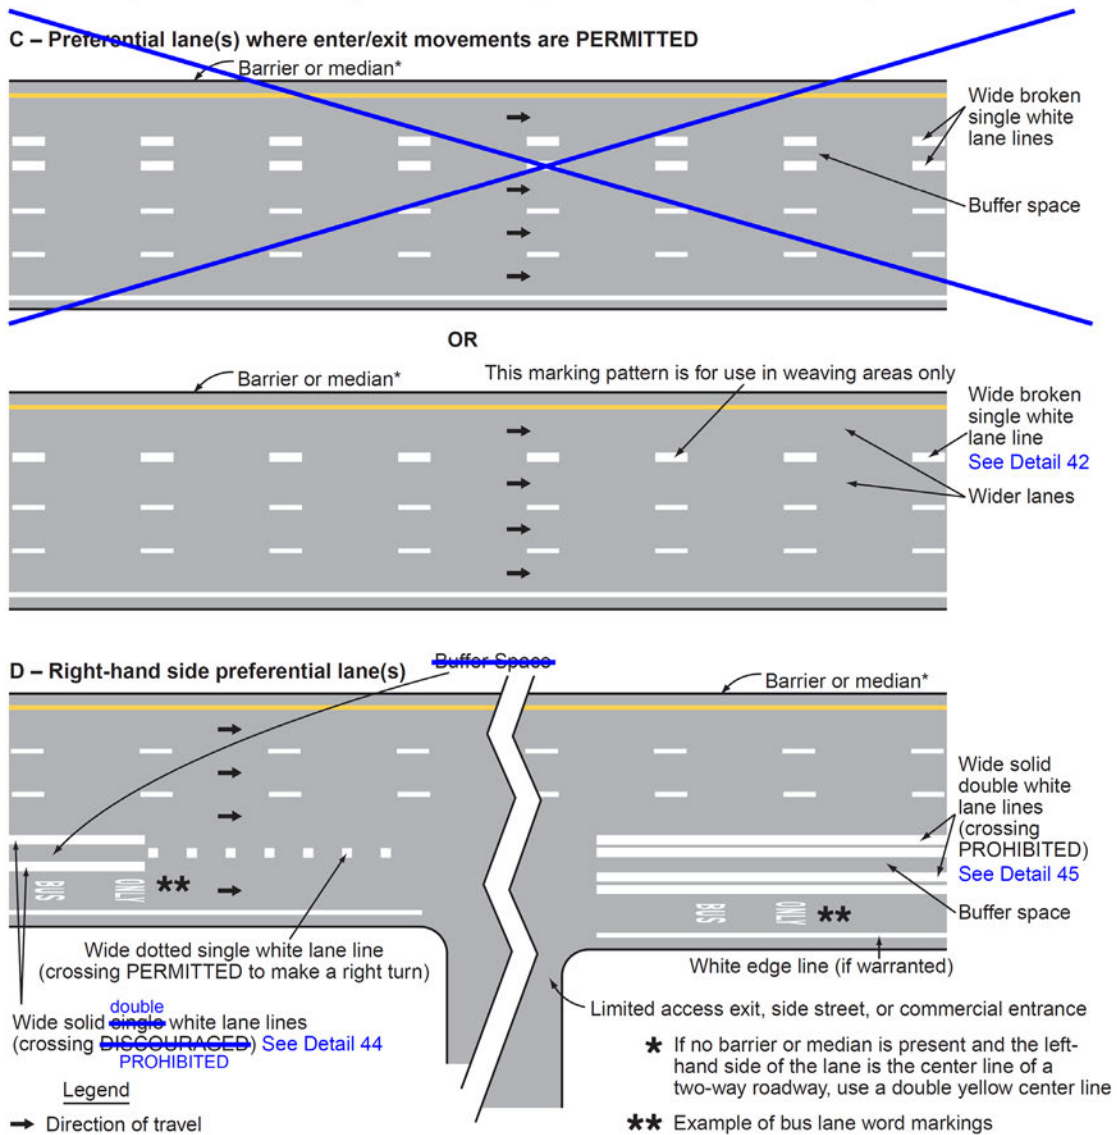 C – Preferential lane(s) where enter/exit movements are PERMITTED
Barrier or median*
Wide broken
single white
lane lines
Buffer space
OR
Barrier or median*
This marking pattern is for use in weaving areas only
Wide broken
single white
lane line
See Detail 42
Wider lanes
D – Right-hand side preferential lane(s)
Buffer Space
Barrier or median*
Wide solid
double white
lane lines
(crossing
PROHIBITED)
See Detail 45
Buffer space
BUS ONLY **
BUS ONLY **
Wide dotted single white lane line
(crossing PERMITTED to make a right turn)
White edge line (if warranted)
double
Wide solid single white lane lines
(crossing DISCOURAGED) See Detail 44
PROHIBITED
Limited access exit, side street, or commercial entrance
* If no barrier or median is present and the left-
hand side of the lane is the center line of a
two-way roadway, use a double yellow center line
Legend
→ Direction of travel
** Example of bus lane word markings